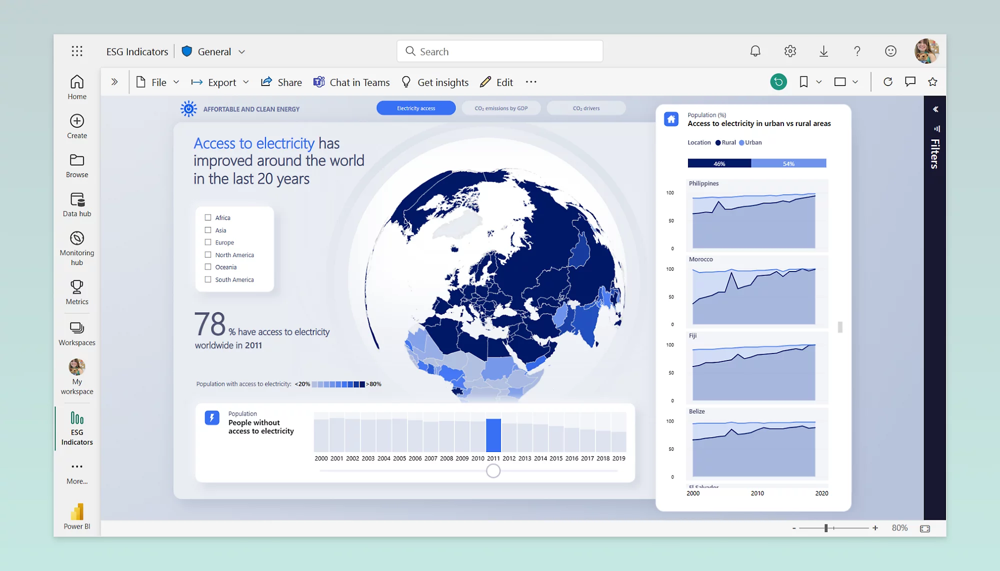 ESG Indicators
General
Search
Home
Create
Browse
Data hub
Monitoring
hub
Metrics
Workspaces
My
workspace
ESG
Indicators
More...
Power BI
File
Export
Share
Chat in Teams
Get insights
Edit
AFFORTABLE AND CLEAN ENERGY
Electricity access
CO₂ emissions by GDP
CO₂ drivers
Access to electricity has
improved around the world
in the last 20 years
Africa
Asia
Europe
North America
Oceania
South America
78 % have access to electricity
worldwide in 2011
Population with access to electricity: <20% >80%
Population
People without
access to electricity
2000 2001 2002 2003 2004 2005 2006 2007 2008 2009 2010 2011 2012 2013 2014 2015 2016 2017 2018 2019
Population (%)
Access to electricity in urban vs rural areas
Location Rural Urban
46% 54%
Philippines
100
50
0
Morocco
100
50
0
Fiji
100
50
0
Belize
100
50
0
El Salvador
2000 2010 2020
Filters
- + 80%